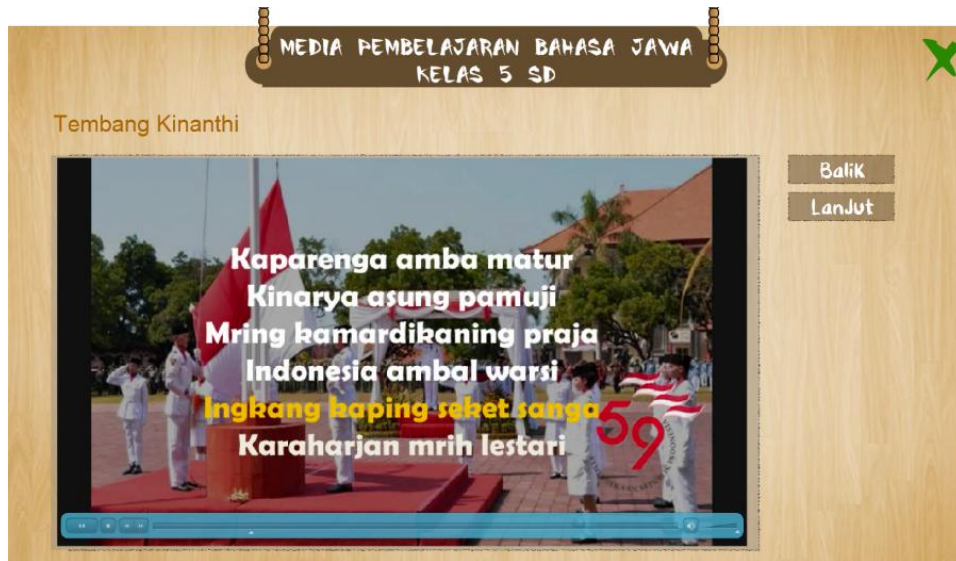 MEDIA PEMBELAJARAN BAHASA JAWA
KELAS 5 SD
Tembang Kinanthi
Balik
Lanjut
Kaparenga amba matur
Kinarya asung pamuji
Mring kamardikaning praja
Indonesia ambal warsi
Ingkang kaping seket sanga
Karaharjan mrih lestari
59